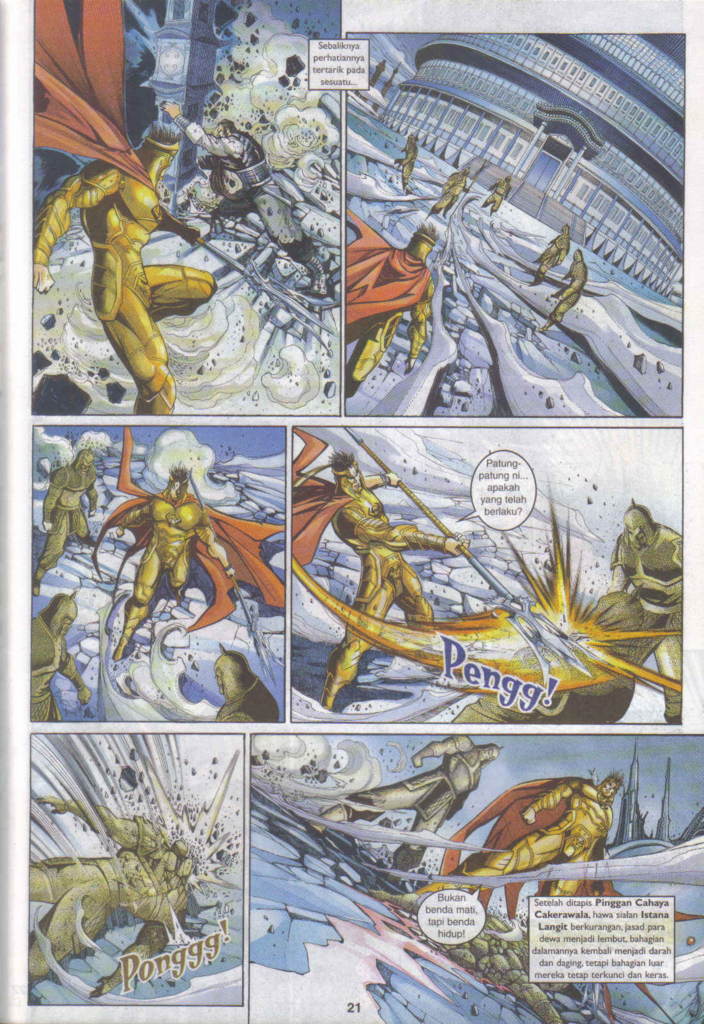 Sebaliknya
perhatiannya
tertarik pada
sesuatu...
Patung-
patung ni...
apakah
yang telah
berlaku?
Pengg!
Ponggg!
Bukan
benda mati,
tapi benda
hidup!
Setelah ditapis Pinggan Cahaya
Cakerawala, hawa sialan Istana
Langit berkurangan, jasad para
dewa menjadi lembut, bahagian
dalamannya kembali menjadi darah
dan daging, tetapi bahagian luar
mereka tetap terkunci dan keras.
21